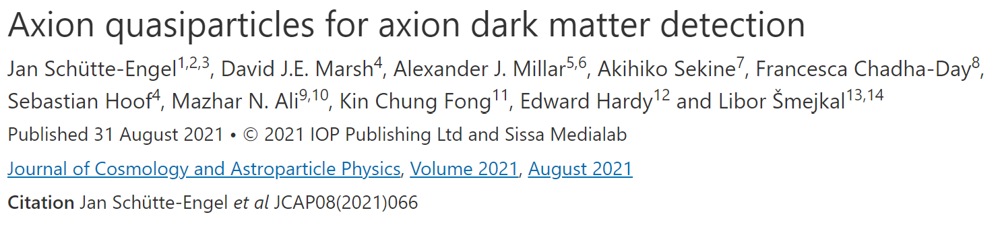 Axion quasiparticles for axion dark matter detection
Jan Schütte-Engel1,2,3, David J.E. Marsh4, Alexander J. Millar5,6, Akihiko Sekine7, Francesca Chadha-Day8,
Sebastian Hoof4, Mazhar N. Ali9,10, Kin Chung Fong11, Edward Hardy12 and Libor Šmejkal13,14
Published 31 August 2021 • © 2021 IOP Publishing Ltd and Sissa Medialab
Journal of Cosmology and Astroparticle Physics, Volume 2021, August 2021
Citation Jan Schütte-Engel et al JCAP08(2021)066